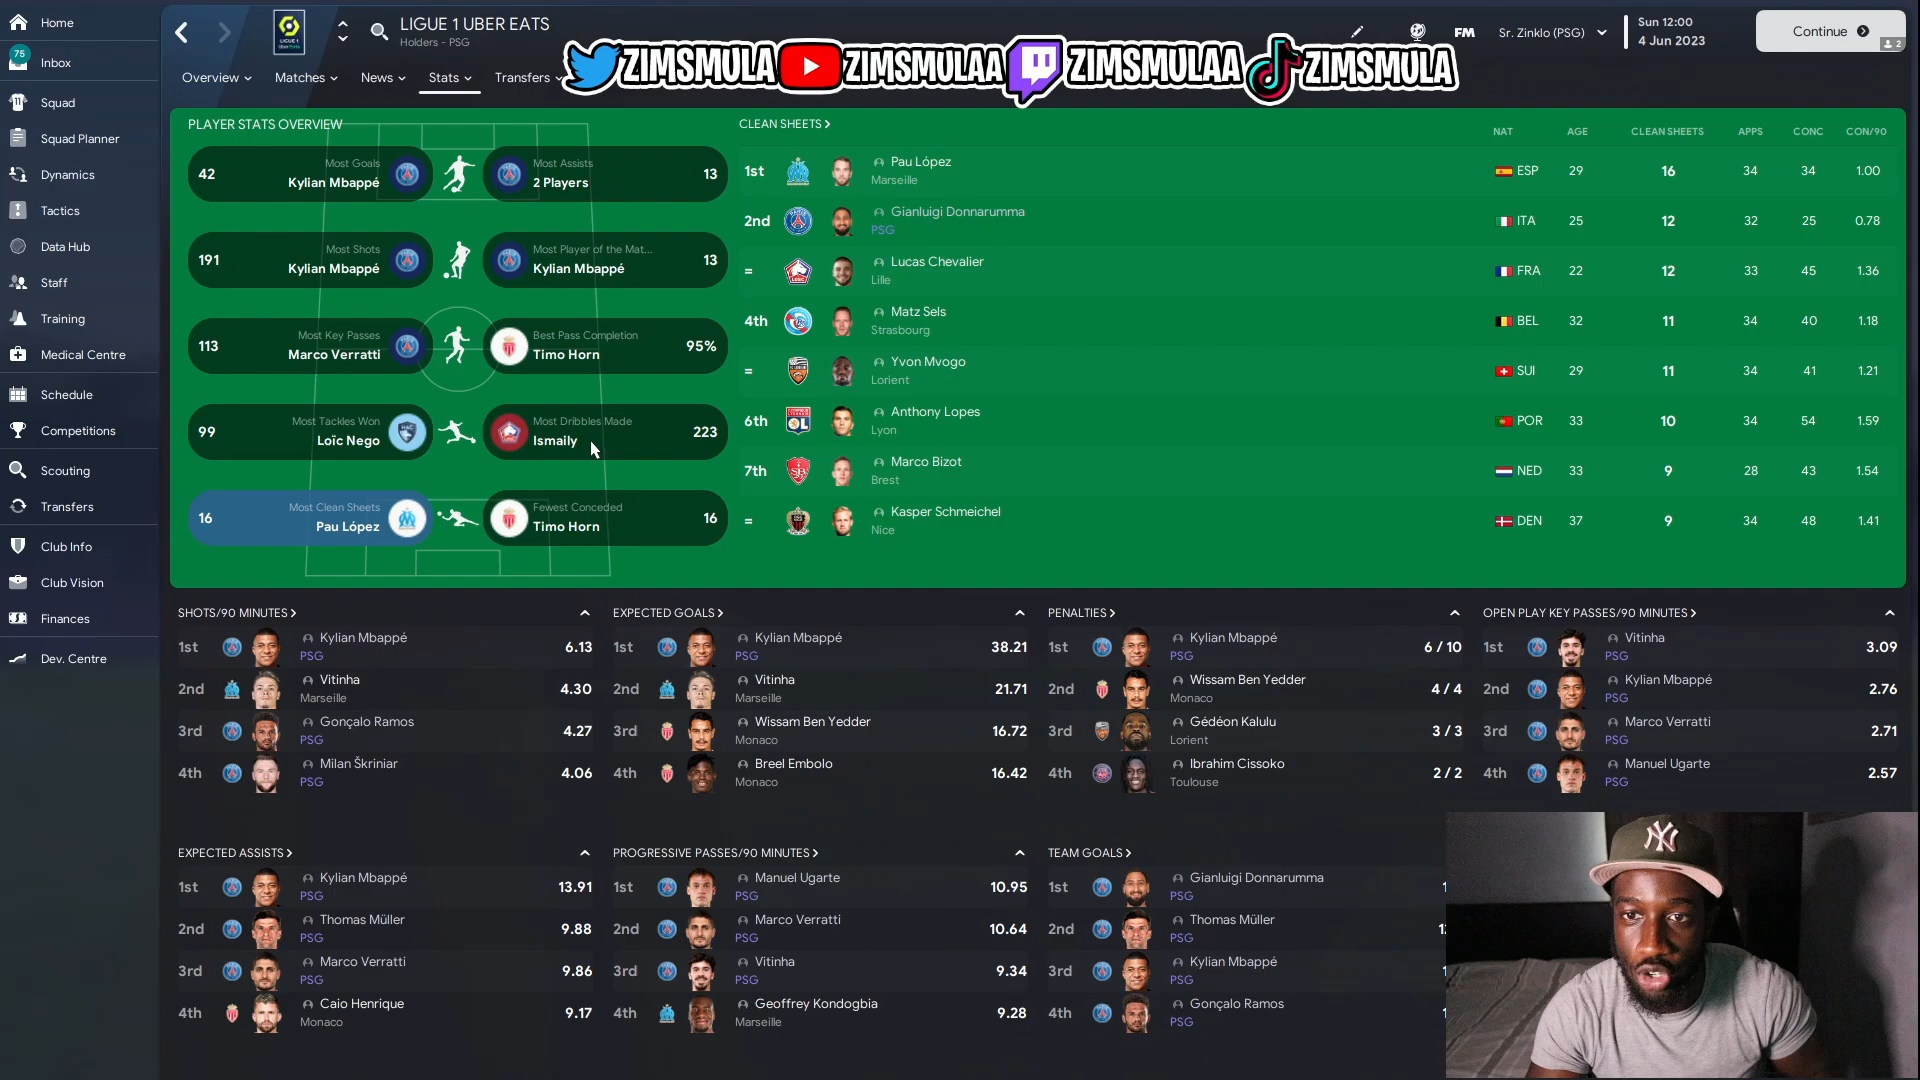 Home
75
Inbox
Squad
Squad Planner
Dynamics
Tactics
Data Hub
Staff
Training
Medical Centre
Schedule
Competitions
Scouting
Transfers
Club Info
Club Vision
Finances
Dev. Centre
LIGUE 1 UBER EATS
Holders - PSG
FM
Sr. Zinklo (PSG)
Sun 12:00
4 Jun 2023
Continue
2
Overview Matches News Stats Transfers
ZIMSMULA ZIMSMULAA ZIMSMULAA ZIMSMULA
PLAYER STATS OVERVIEW
42 Most Goals Kylian Mbappé
Most Assists 2 Players 13
191 Most Shots Kylian Mbappé
Most Player of the Mat... Kylian Mbappé 13
113 Most Key Passes Marco Verratti
Best Pass Completion Timo Horn 95%
99 Most Tackles Won Loïc Nego
Most Dribbles Made Ismaily 223
16 Most Clean Sheets Pau López
Fewest Conceded Timo Horn 16
CLEAN SHEETS NAT AGE CLEAN SHEETS APPS CONC CON/90
1st Pau López Marseille ESP 29 16 34 34 1.00
2nd Gianluigi Donnarumma PSG ITA 25 12 32 25 0.78
= Lucas Chevalier Lille FRA 22 12 33 45 1.36
4th Matz Sels Strasbourg BEL 32 11 34 40 1.18
= Yvon Mvogo Lorient SUI 29 11 34 41 1.21
6th Anthony Lopes Lyon POR 33 10 34 54 1.59
7th Marco Bizot Brest NED 33 9 28 43 1.54
= Kasper Schmeichel Nice DEN 37 9 34 48 1.41
SHOTS/90 MINUTES
1st Kylian Mbappé PSG 6.13
2nd Vitinha Marseille 4.30
3rd Gonçalo Ramos PSG 4.27
4th Milan Škriniar PSG 4.06
EXPECTED GOALS
1st Kylian Mbappé PSG 38.21
2nd Vitinha Marseille 21.71
3rd Wissam Ben Yedder Monaco 16.72
4th Breel Embolo Monaco 16.42
PENALTIES
1st Kylian Mbappé PSG 6 / 10
2nd Wissam Ben Yedder Monaco 4 / 4
3rd Gédéon Kalulu Lorient 3 / 3
4th Ibrahim Cissoko Toulouse 2 / 2
OPEN PLAY KEY PASSES/90 MINUTES
1st Vitinha PSG 3.09
2nd Kylian Mbappé PSG 2.76
3rd Marco Verratti PSG 2.71
4th Manuel Ugarte PSG 2.57
EXPECTED ASSISTS
1st Kylian Mbappé PSG 13.91
2nd Thomas Müller PSG 9.88
3rd Marco Verratti PSG 9.86
4th Caio Henrique Monaco 9.17
PROGRESSIVE PASSES/90 MINUTES
1st Manuel Ugarte PSG 10.95
2nd Marco Verratti PSG 10.64
3rd Vitinha PSG 9.34
4th Geoffrey Kondogbia Marseille 9.28
TEAM GOALS
1st Gianluigi Donnarumma PSG
2nd Thomas Müller PSG
3rd Kylian Mbappé PSG
4th Gonçalo Ramos PSG